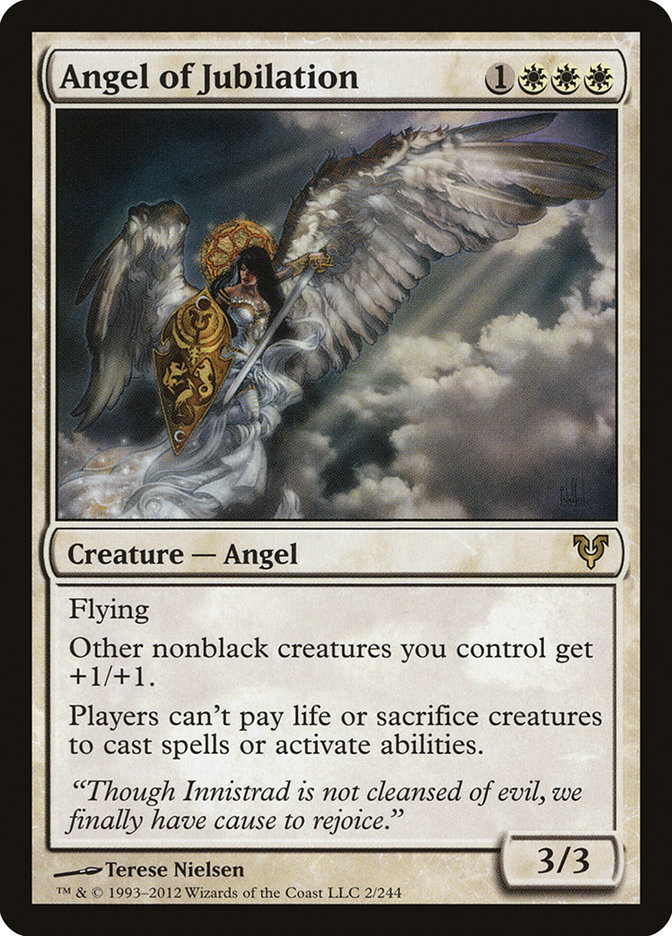 Angel of Jubilation 1
Creature — Angel
Flying
Other nonblack creatures you control get
+1/+1.
Players can't pay life or sacrifice creatures
to cast spells or activate abilities.
“Though Innistrad is not cleansed of evil, we
finally have cause to rejoice.”
3/3
Terese Nielsen
™ & © 1993–2012 Wizards of the Coast LLC 2/244